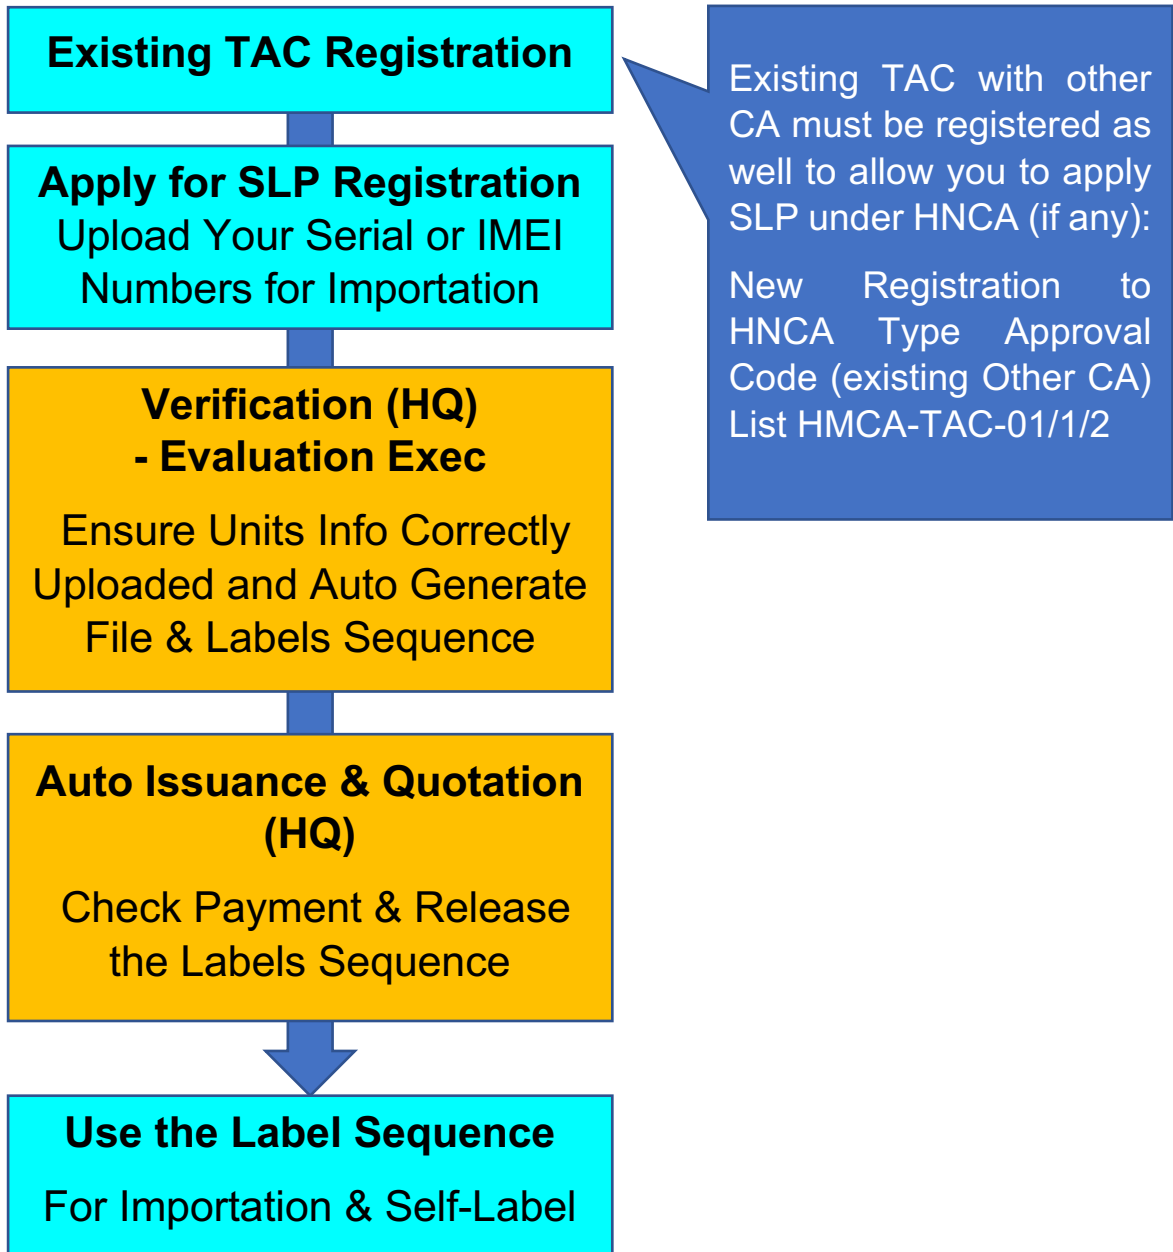 Existing TAC Registration
Apply for SLP Registration
Upload Your Serial or IMEI
Numbers for Importation
Verification (HQ)
- Evaluation Exec
Ensure Units Info Correctly
Uploaded and Auto Generate
File & Labels Sequence
Auto Issuance & Quotation
(HQ)
Check Payment & Release
the Labels Sequence
Use the Label Sequence
For Importation & Self-Label
Existing TAC with other
CA must be registered as
well to allow you to apply
SLP under HNCA (if any):
New Registration to
HNCA Type Approval
Code (existing Other CA)
List HMCA-TAC-01/1/2